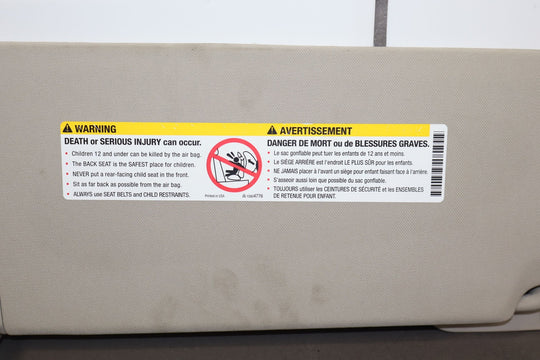 WARNING
DEATH or SERIOUS INJURY can occur.
• Children 12 and under can be killed by the air bag.
• The BACK SEAT is the SAFEST place for children.
• NEVER put a rear-facing child seat in the front.
• Sit as far back as possible from the air bag.
• ALWAYS use SEAT BELTS and CHILD RESTRAINTS.
Printed in USA
AVERTISSEMENT
DANGER DE MORT ou de BLESSURES GRAVES.
• Le sac gonflable peut tuer les enfants de 12 ans et moins.
• Le SIÈGE ARRIÈRE est l'endroit LE PLUS SÛR pour les enfants.
• NE JAMAIS placer à l'avant un siège pour enfant faisant face à l'arrière.
• S'asseoir aussi loin que possible du sac gonflable.
• TOUJOURS utiliser les CEINTURES DE SÉCURITÉ et les ENSEMBLES
DE RETENUE POUR ENFANT.